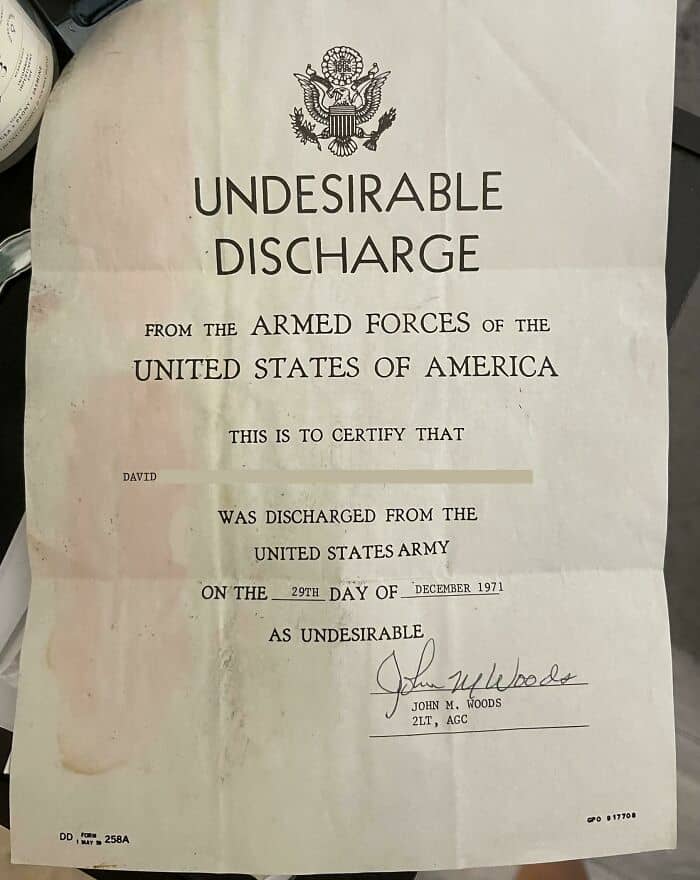 UNDESIRABLE
DISCHARGE
FROM THE ARMED FORCES OF THE
UNITED STATES OF AMERICA
THIS IS TO CERTIFY THAT
DAVID
WAS DISCHARGED FROM THE
UNITED STATES ARMY
ON THE 29TH DAY OF DECEMBER 1971
AS UNDESIRABLE
John M Woods
JOHN M. WOODS
2LT, AGC
GPO 917708
DD FORM 258A
1 MAY